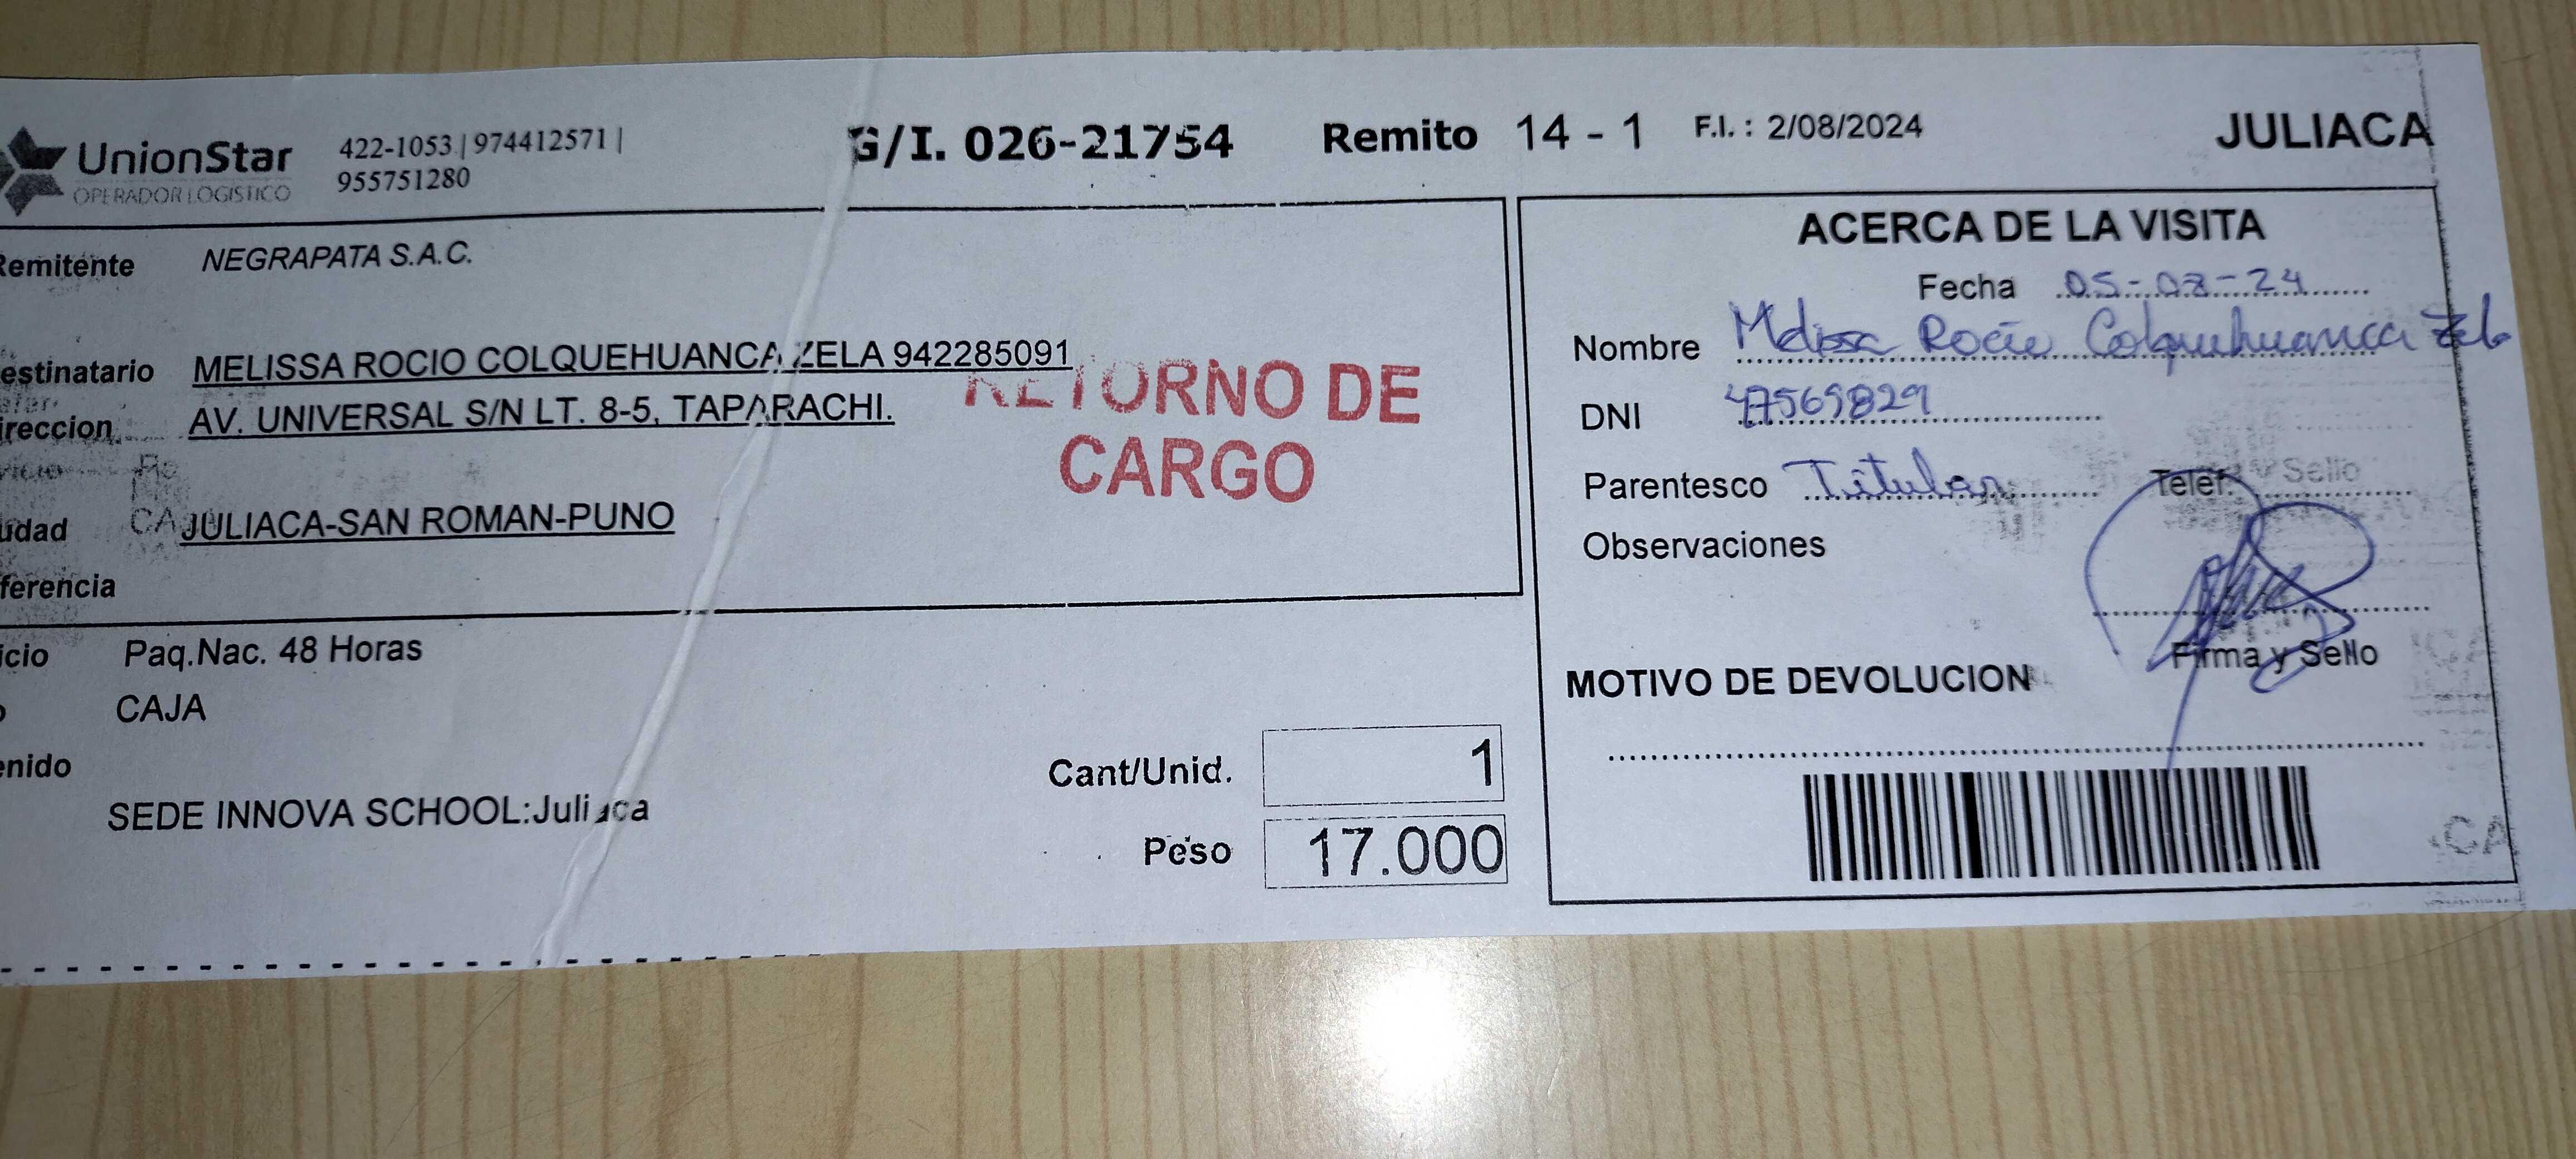 UnionStar
OPERADOR LOGISTICO
422-1053 | 974412571 |
955751280
G/I. 026-21754
Remito 14 - 1
F.I. : 2/08/2024
JULIACA
Remitente NEGRAPATA S.A.C.
estinatario MELISSA ROCIO COLQUEHUANCA ZELA 942285091
ireccion AV. UNIVERSAL S/N LT. 8-5, TAPARACHI.
udad JULIACA-SAN ROMAN-PUNO
ferencia
RETORNO DE
CARGO
icio Paq.Nac. 48 Horas
CAJA
enido
SEDE INNOVA SCHOOL:Juliaca
Cant/Unid. 1
Peso 17.000
ACERCA DE LA VISITA
Fecha 05-08-24
Nombre Melissa Rocío Colquehuanca Zela
DNI 47569829
Parentesco Titular Telef.
Observaciones
Firma y Sello
MOTIVO DE DEVOLUCION